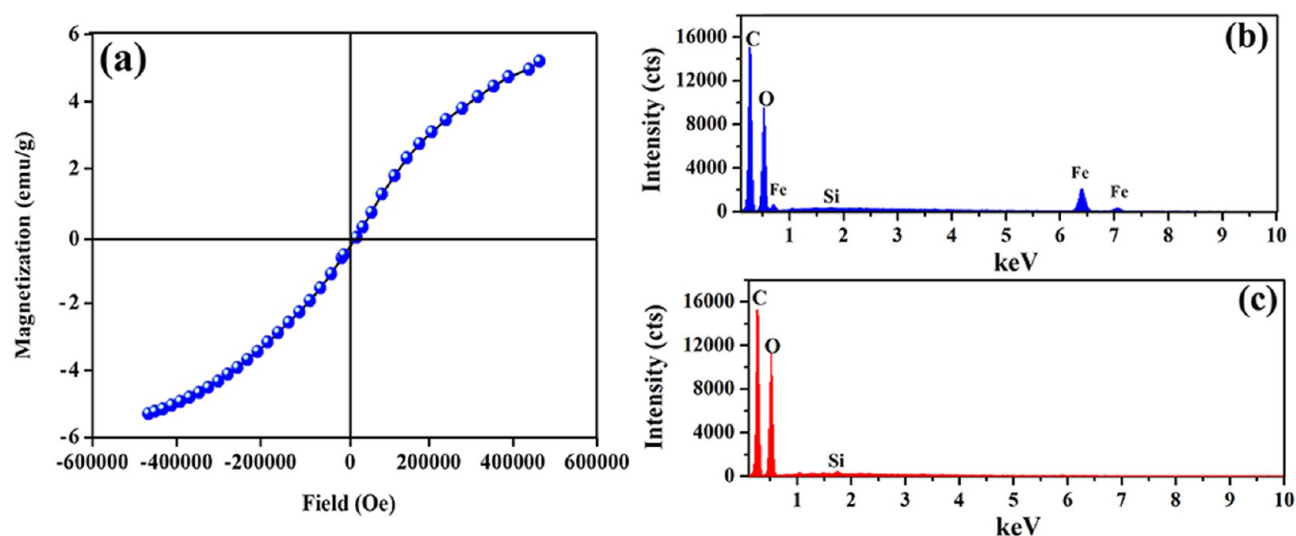 (a)
Magnetization (emu/g)
6
4
2
0
-2
-4
-6
-600000 -400000 -200000 0 200000 400000 600000
Field (Oe)
(b)
Intensity (cts)
16000
12000
8000
4000
0
C
O
Fe
Si
Fe
Fe
1 2 3 4 5 6 7 8 9 10
keV
(c)
Intensity (cts)
16000
12000
8000
4000
0
C
O
Si
1 2 3 4 5 6 7 8 9 10
keV